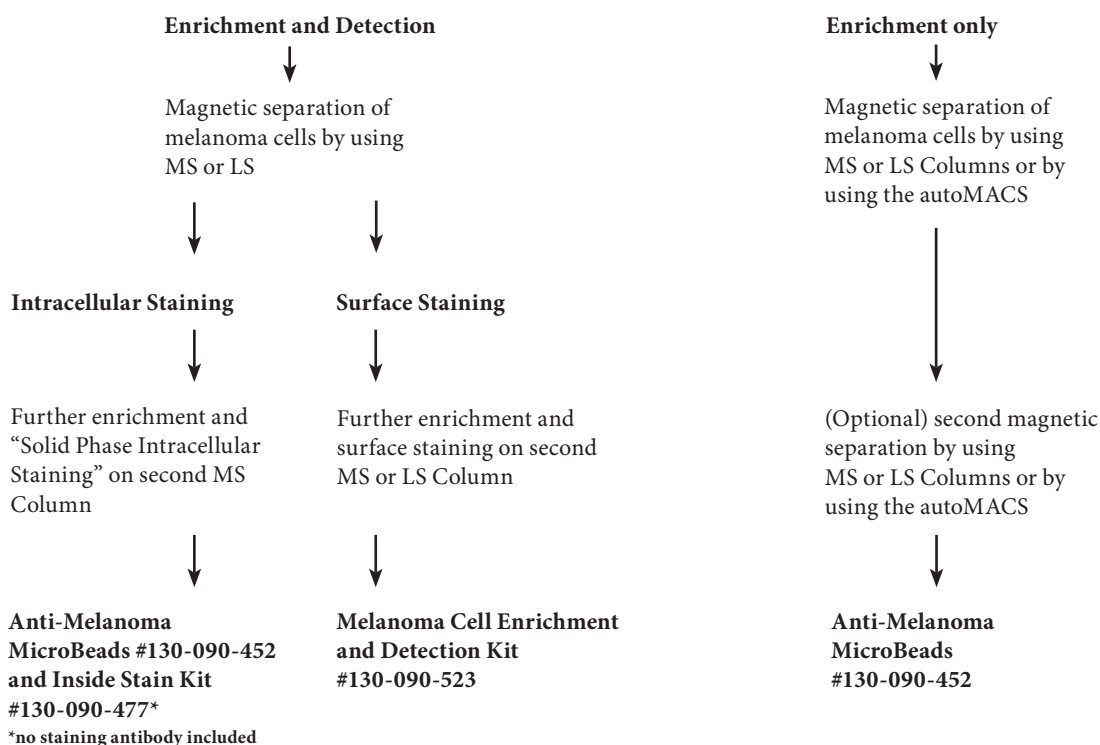 Enrichment and Detection
Magnetic separation of
melanoma cells by using
MS or LS
Intracellular Staining
Further enrichment and
“Solid Phase Intracellular
Staining” on second MS
Column
Anti-Melanoma
MicroBeads #130-090-452
and Inside Stain Kit
#130-090-477*
*no staining antibody included
Surface Staining
Further enrichment and
surface staining on second
MS or LS Column
Melanoma Cell Enrichment
and Detection Kit
#130-090-523
Enrichment only
Magnetic separation of
melanoma cells by using
MS or LS Columns or by
using the autoMACS
(Optional) second magnetic
separation by using
MS or LS Columns or by
using the autoMACS
Anti-Melanoma
MicroBeads
#130-090-452